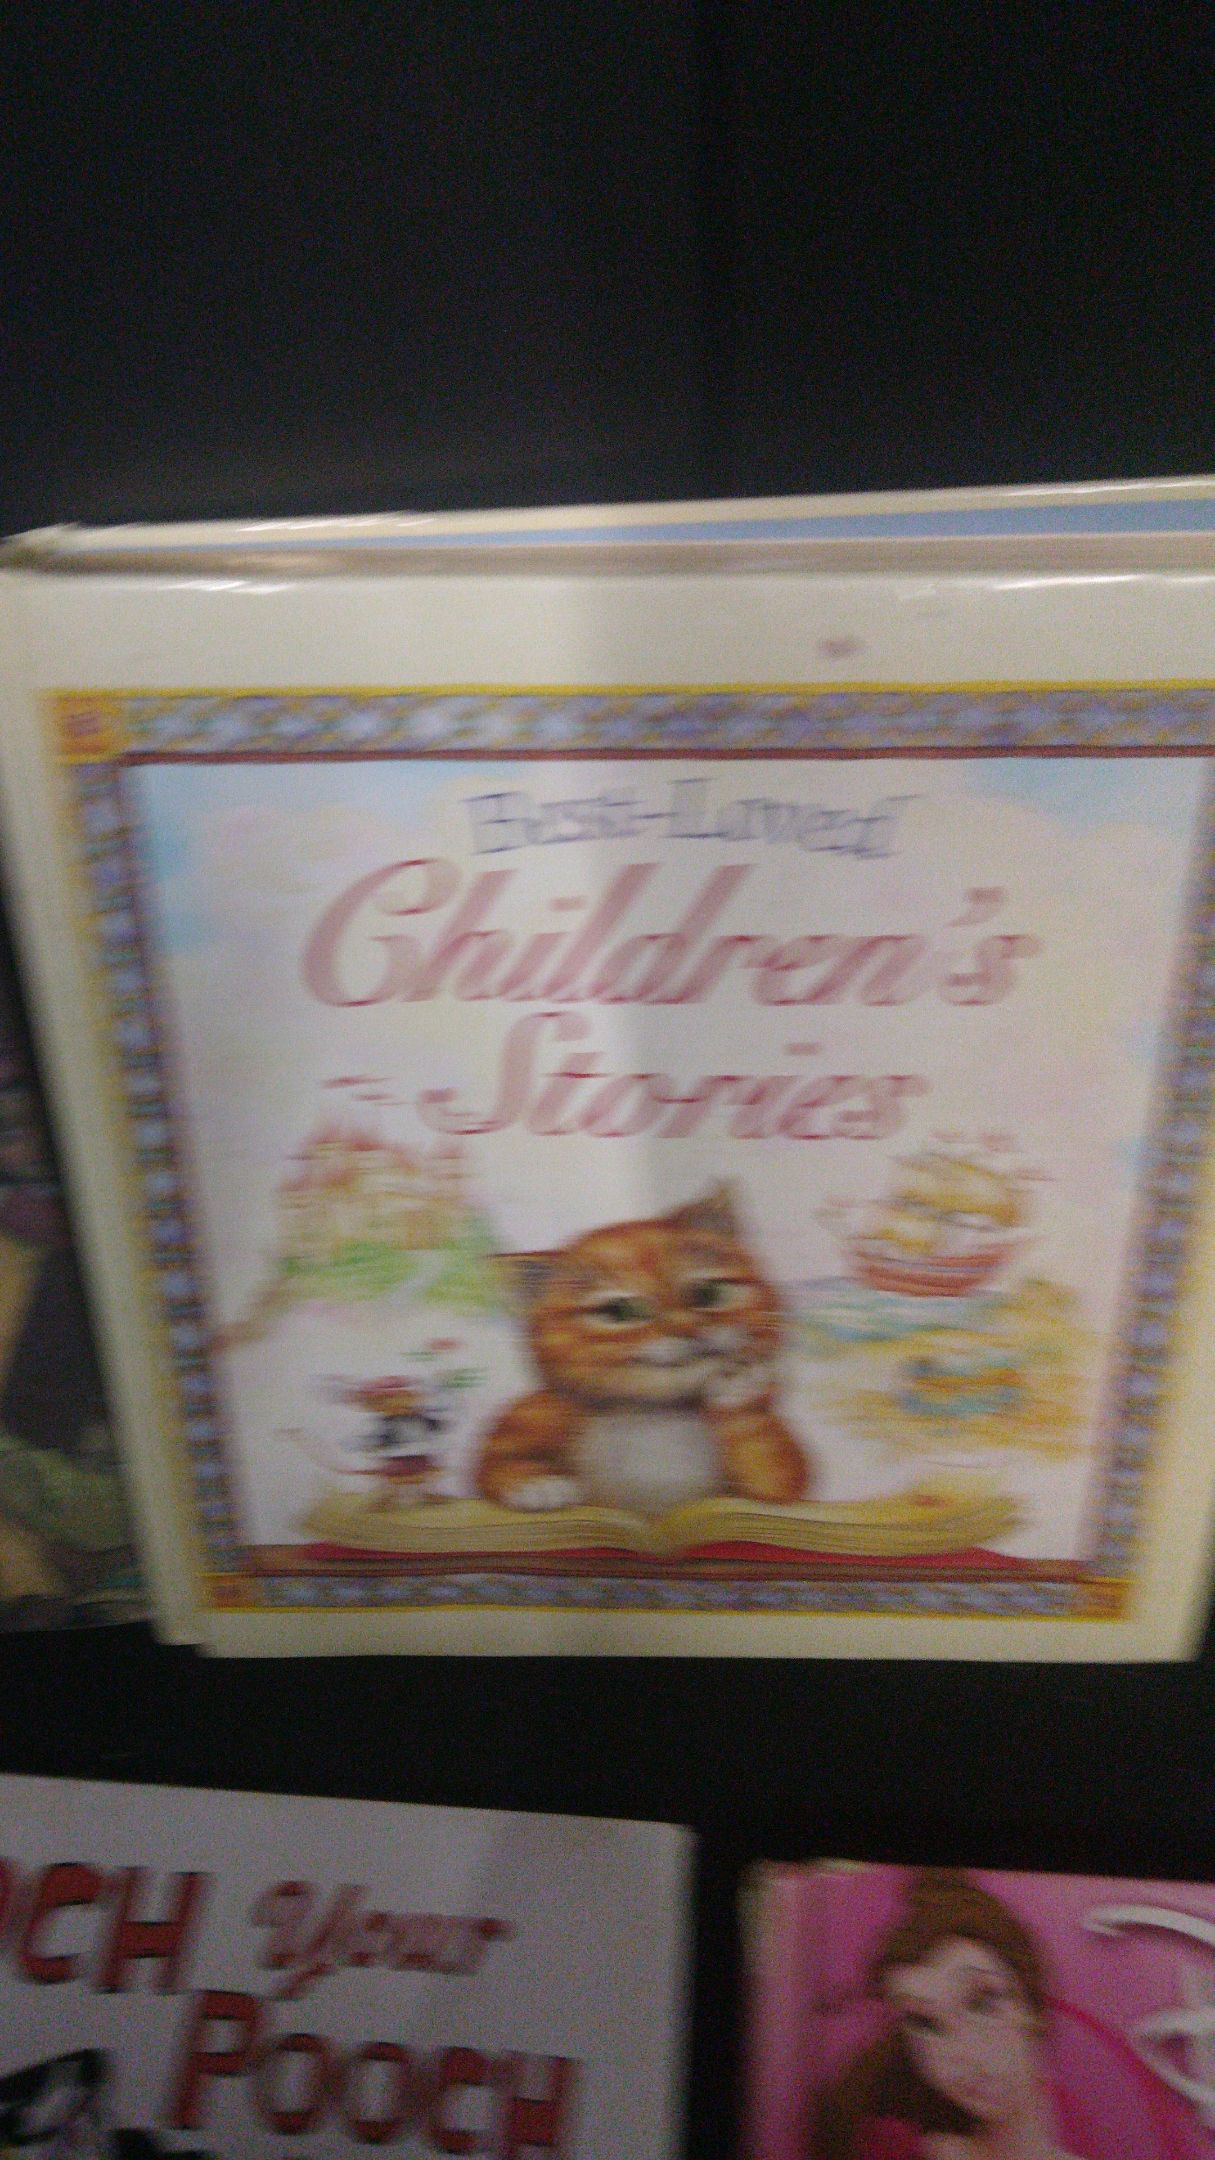 Best-Loved
Children's
Stories
OCH Your
POOCH